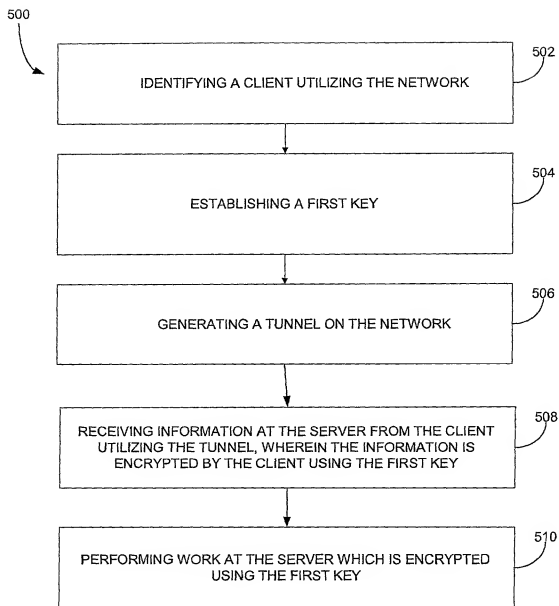 500
502
IDENTIFYING A CLIENT UTILIZING THE NETWORK
504
ESTABLISHING A FIRST KEY
506
GENERATING A TUNNEL ON THE NETWORK
508
RECEIVING INFORMATION AT THE SERVER FROM THE CLIENT
UTILIZING THE TUNNEL, WHEREIN THE INFORMATION IS
ENCRYPTED BY THE CLIENT USING THE FIRST KEY
510
PERFORMING WORK AT THE SERVER WHICH IS ENCRYPTED
USING THE FIRST KEY